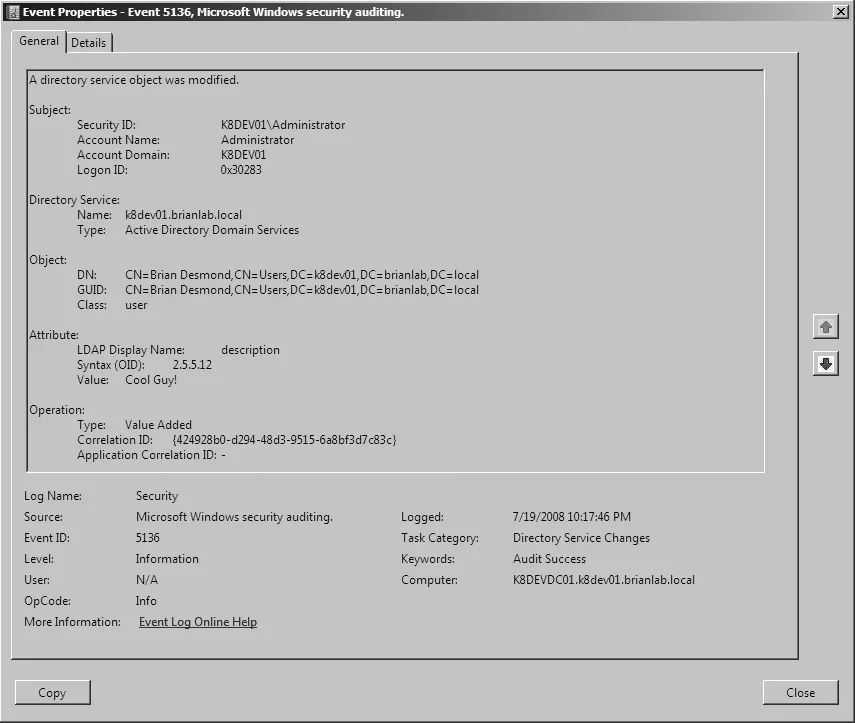 Event Properties - Event 5136, Microsoft Windows security auditing.
General Details
A directory service object was modified.
Subject:
Security ID: K8DEV01\Administrator
Account Name: Administrator
Account Domain: K8DEV01
Logon ID: 0x30283
Directory Service:
Name: k8dev01.brianlab.local
Type: Active Directory Domain Services
Object:
DN: CN=Brian Desmond,CN=Users,DC=k8dev01,DC=brianlab,DC=local
GUID: CN=Brian Desmond,CN=Users,DC=k8dev01,DC=brianlab,DC=local
Class: user
Attribute:
LDAP Display Name: description
Syntax (OID): 2.5.5.12
Value: Cool Guy!
Operation:
Type: Value Added
Correlation ID: {424928b0-d294-48d3-9515-6a8bf3d7c83c}
Application Correlation ID: -
Log Name: Security
Source: Microsoft Windows security auditing. Logged: 7/19/2008 10:17:46 PM
Event ID: 5136 Task Category: Directory Service Changes
Level: Information Keywords: Audit Success
User: N/A Computer: K8DEVDC01.k8dev01.brianlab.local
OpCode: Info
More Information: Event Log Online Help
Copy Close